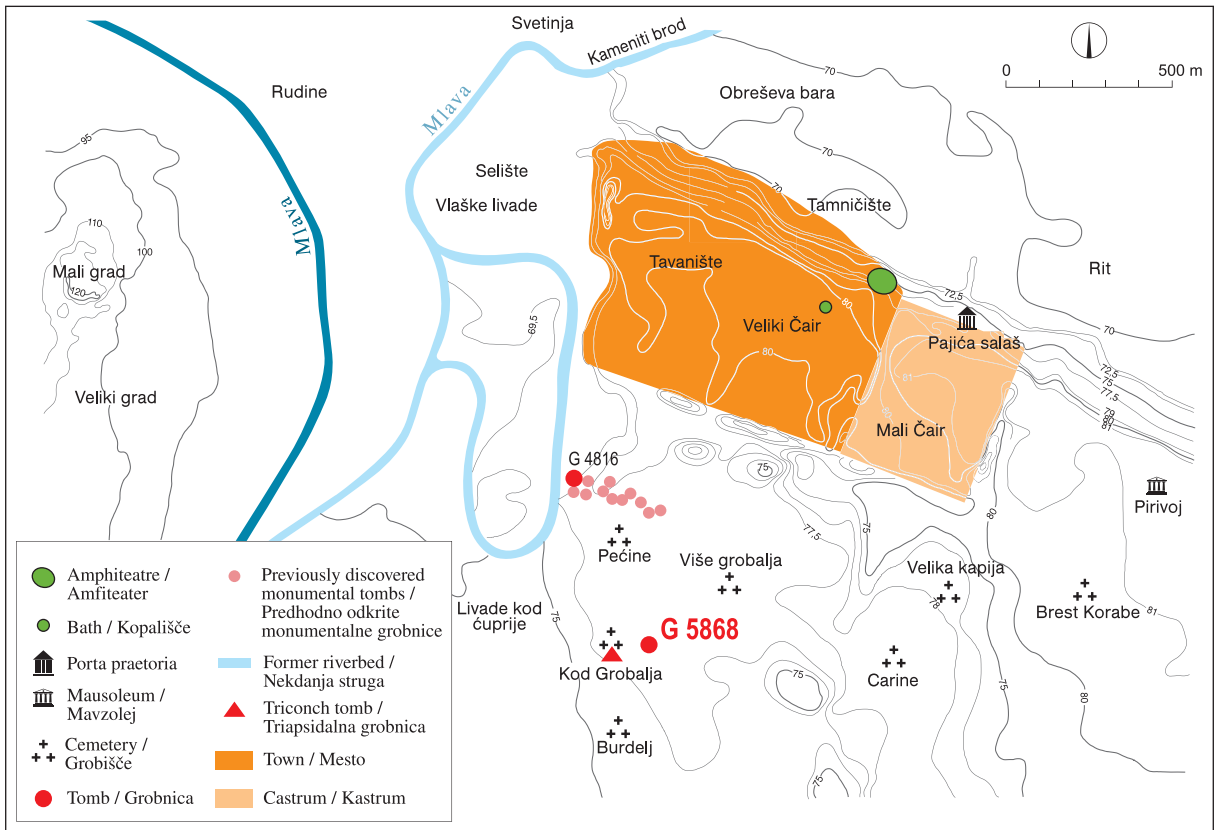 Svetinja
Kameniti brod
0 500 m
Rudine
Mlava
70
Obreševa bara
95
Selište
70
Vlaške livade
Tamničište
Mlava
110
100
Mali grad
120
Tavanište
Rit
69,5
80
72,5
Veliki Čair
Pajića salaš
70
80
81
72,5
75
77,5
79
80
81
Veliki grad
80
Mali Čair
G 4816
75
Pirivoj
80
75
77,5
Pećine
Više grobalja
Velika kapija
78
Brest Korabe
81
Livade kod
ćuprije
75
G 5868
Kod Grobalja
75
Carine
75
80
Burdelj
75
Amphiteatre /
Amfiteater
Bath / Kopališče
Porta praetoria
Mausoleum /
Mavzolej
Cemetery /
Grobišče
Tomb / Grobnica
Previously discovered
monumental tombs /
Predhodno odkrite
monumentalne grobnice
Former riverbed /
Nekdanja struga
Triconch tomb /
Triapsidalna grobnica
Town / Mesto
Castrum / Kastrum